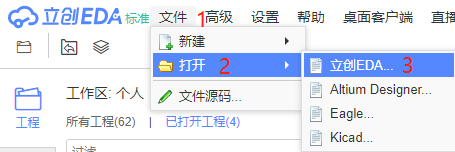 立创EDA 标准 文件 1 高级 设置 帮助 桌面客户端
新建
打开 2
立创EDA... 3
工作区: 个人
文件源码...
Altium Designer...
工程
所有工程(62) | 已打开工程(4)
Eagle...
Kicad...
过滤